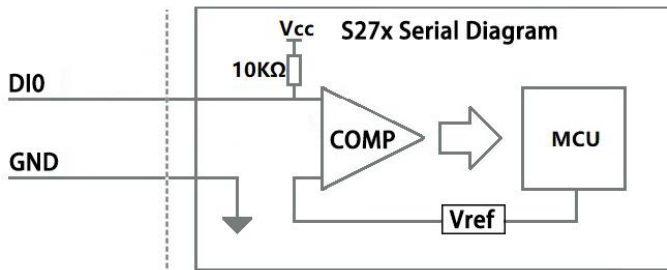 S27x Serial Diagram
Vcc
10KΩ
DI0
COMP
MCU
GND
Vref